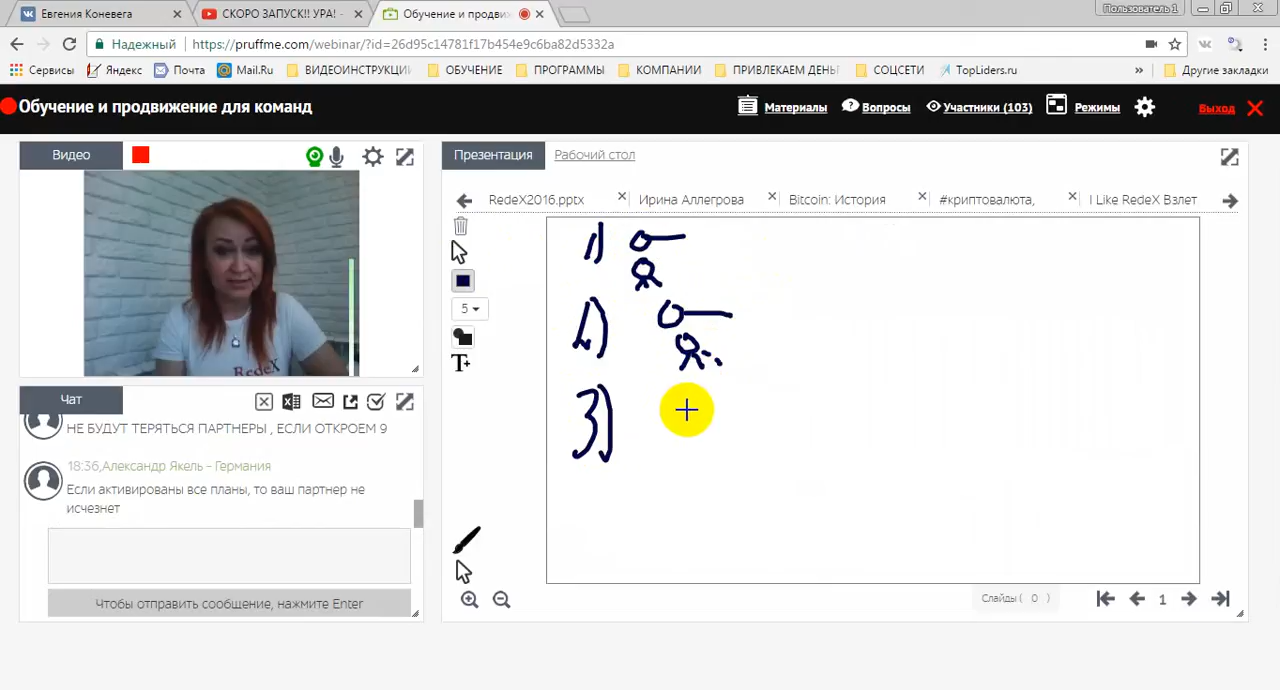 Евгения Коневега
СКОРО ЗАПУСК!! УРА! -
Обучение и продвиж
Пользователь 1
Надежный
https://pruffme.com/webinar/?id=26d95c14781f17b454e9c6ba82d5332a
Сервисы
Яндекс
Почта
Mail.Ru
ВИДЕОИНСТРУКЦИ
ОБУЧЕНИЕ
ПРОГРАММЫ
КОМПАНИИ
ПРИВЛЕКАЕМ ДЕНЬ
СОЦСЕТИ
TopLiders.ru
»
Другие закладки
Обучение и продвижение для команд
Материалы
Вопросы
Участники (103)
Режимы
Выход
Видео
Презентация
Рабочий стол
RedeX2016.pptx
Ирина Аллегрова
Bitcoin: История
#криптовалюта,
I Like RedeX Взлет
1)
2)
3)
5
T+
RedeX
Чат
НЕ БУДУТ ТЕРЯТЬСЯ ПАРТНЕРЫ , ЕСЛИ ОТКРОЕМ 9
18:36,Александр Якель - Германия
Если активированы все планы, то ваш партнер не
исчезнет
Чтобы отправить сообщение, нажмите Enter
Слайды ( 0 )
1